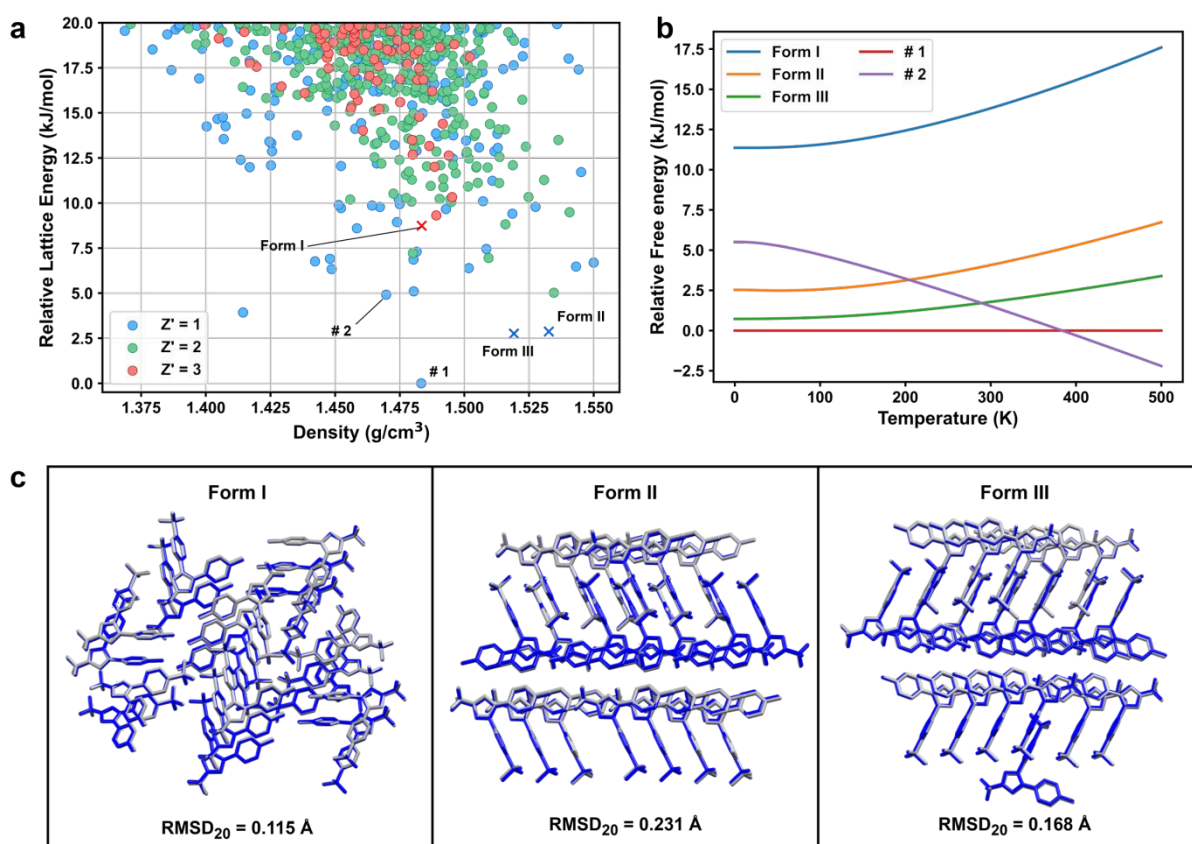 a
Relative Lattice Energy (kJ/mol)
20.0
17.5
15.0
12.5
10.0
7.5
5.0
2.5
0.0
Form I
# 2
Form III
Form II
# 1
Z' = 1
Z' = 2
Z' = 3
1.375 1.400 1.425 1.450 1.475 1.500 1.525 1.550
Density (g/cm³)
b
Relative Free energy (kJ/mol)
17.5
15.0
12.5
10.0
7.5
5.0
2.5
0.0
−2.5
Form I # 1
Form II # 2
Form III
0 100 200 300 400 500
Temperature (K)
c
Form I Form II Form III
RMSD₂₀ = 0.115 Å RMSD₂₀ = 0.231 Å RMSD₂₀ = 0.168 Å